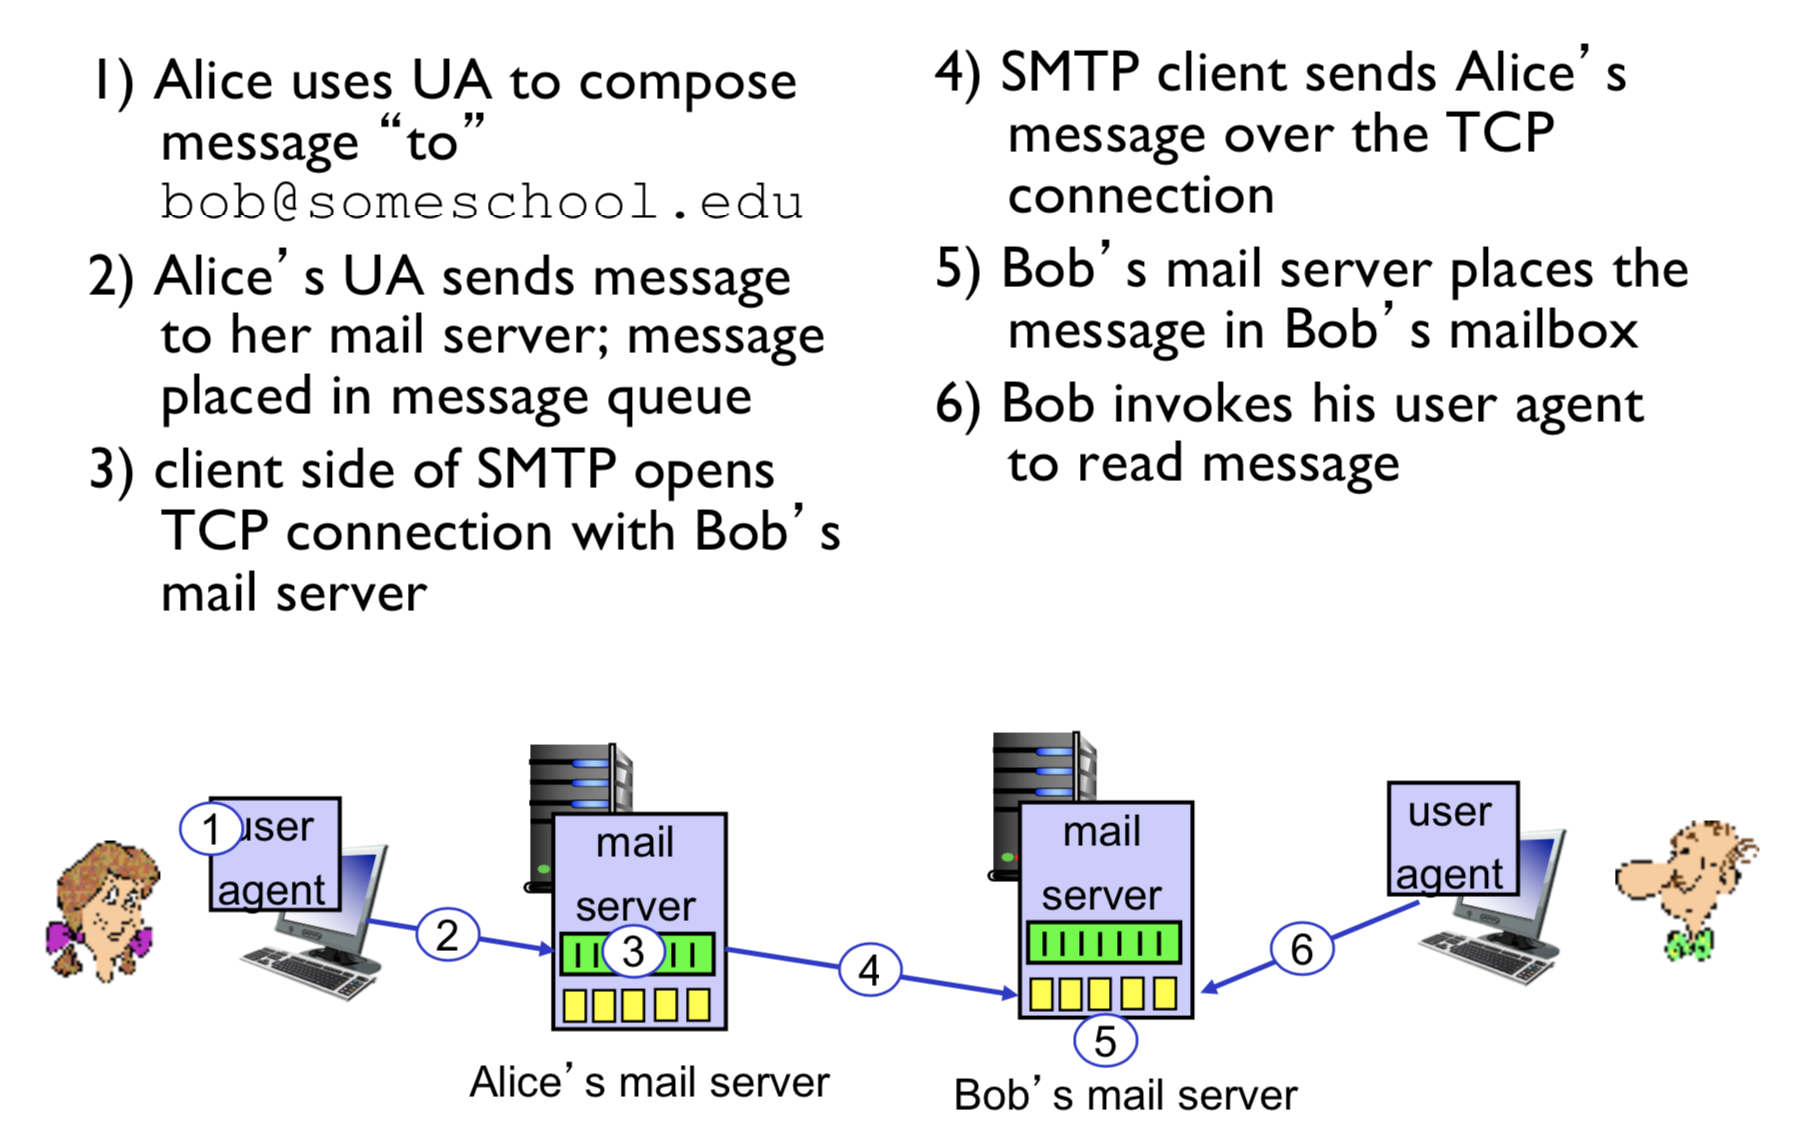 1) Alice uses UA to compose
message “to”
bob@someschool.edu
2) Alice’s UA sends message
to her mail server; message
placed in message queue
3) client side of SMTP opens
TCP connection with Bob’s
mail server
4) SMTP client sends Alice’s
message over the TCP
connection
5) Bob’s mail server places the
message in Bob’s mailbox
6) Bob invokes his user agent
to read message
1
user
agent
2
mail
server
3
4
mail
server
5
6
user
agent
Alice’s mail server
Bob’s mail server